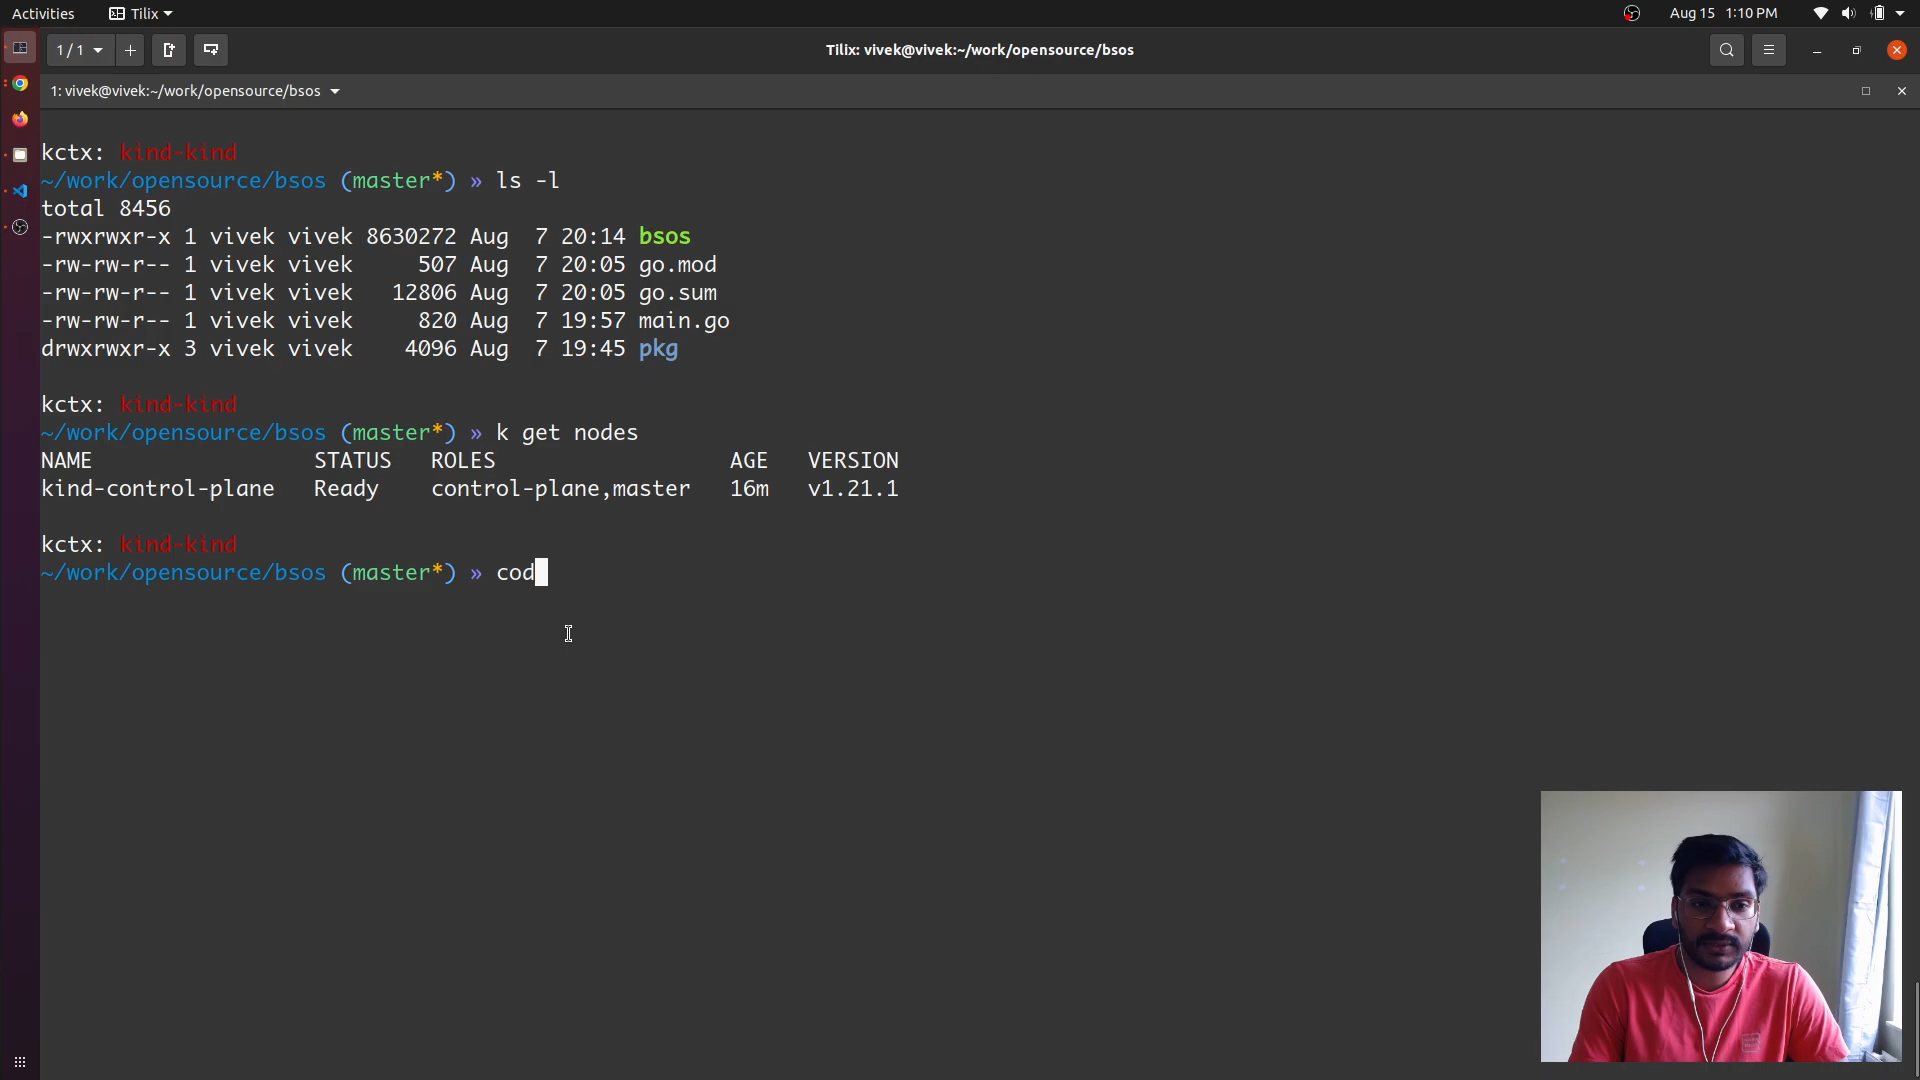 Activities
Tilix
Aug 15 1:10 PM
1 / 1
Tilix: vivek@vivek:~/work/opensource/bsos
1: vivek@vivek:~/work/opensource/bsos
kctx: kind-kind
~/work/opensource/bsos (master*) » ls -l
total 8456
-rwxrwxr-x 1 vivek vivek 8630272 Aug  7 20:14 bsos
-rw-rw-r-- 1 vivek vivek     507 Aug  7 20:05 go.mod
-rw-rw-r-- 1 vivek vivek   12806 Aug  7 20:05 go.sum
-rw-rw-r-- 1 vivek vivek     820 Aug  7 19:57 main.go
drwxrwxr-x 3 vivek vivek    4096 Aug  7 19:45 pkg
kctx: kind-kind
~/work/opensource/bsos (master*) » k get nodes
NAME                 STATUS   ROLES                  AGE   VERSION
kind-control-plane   Ready    control-plane,master   16m   v1.21.1
kctx: kind-kind
~/work/opensource/bsos (master*) » cod